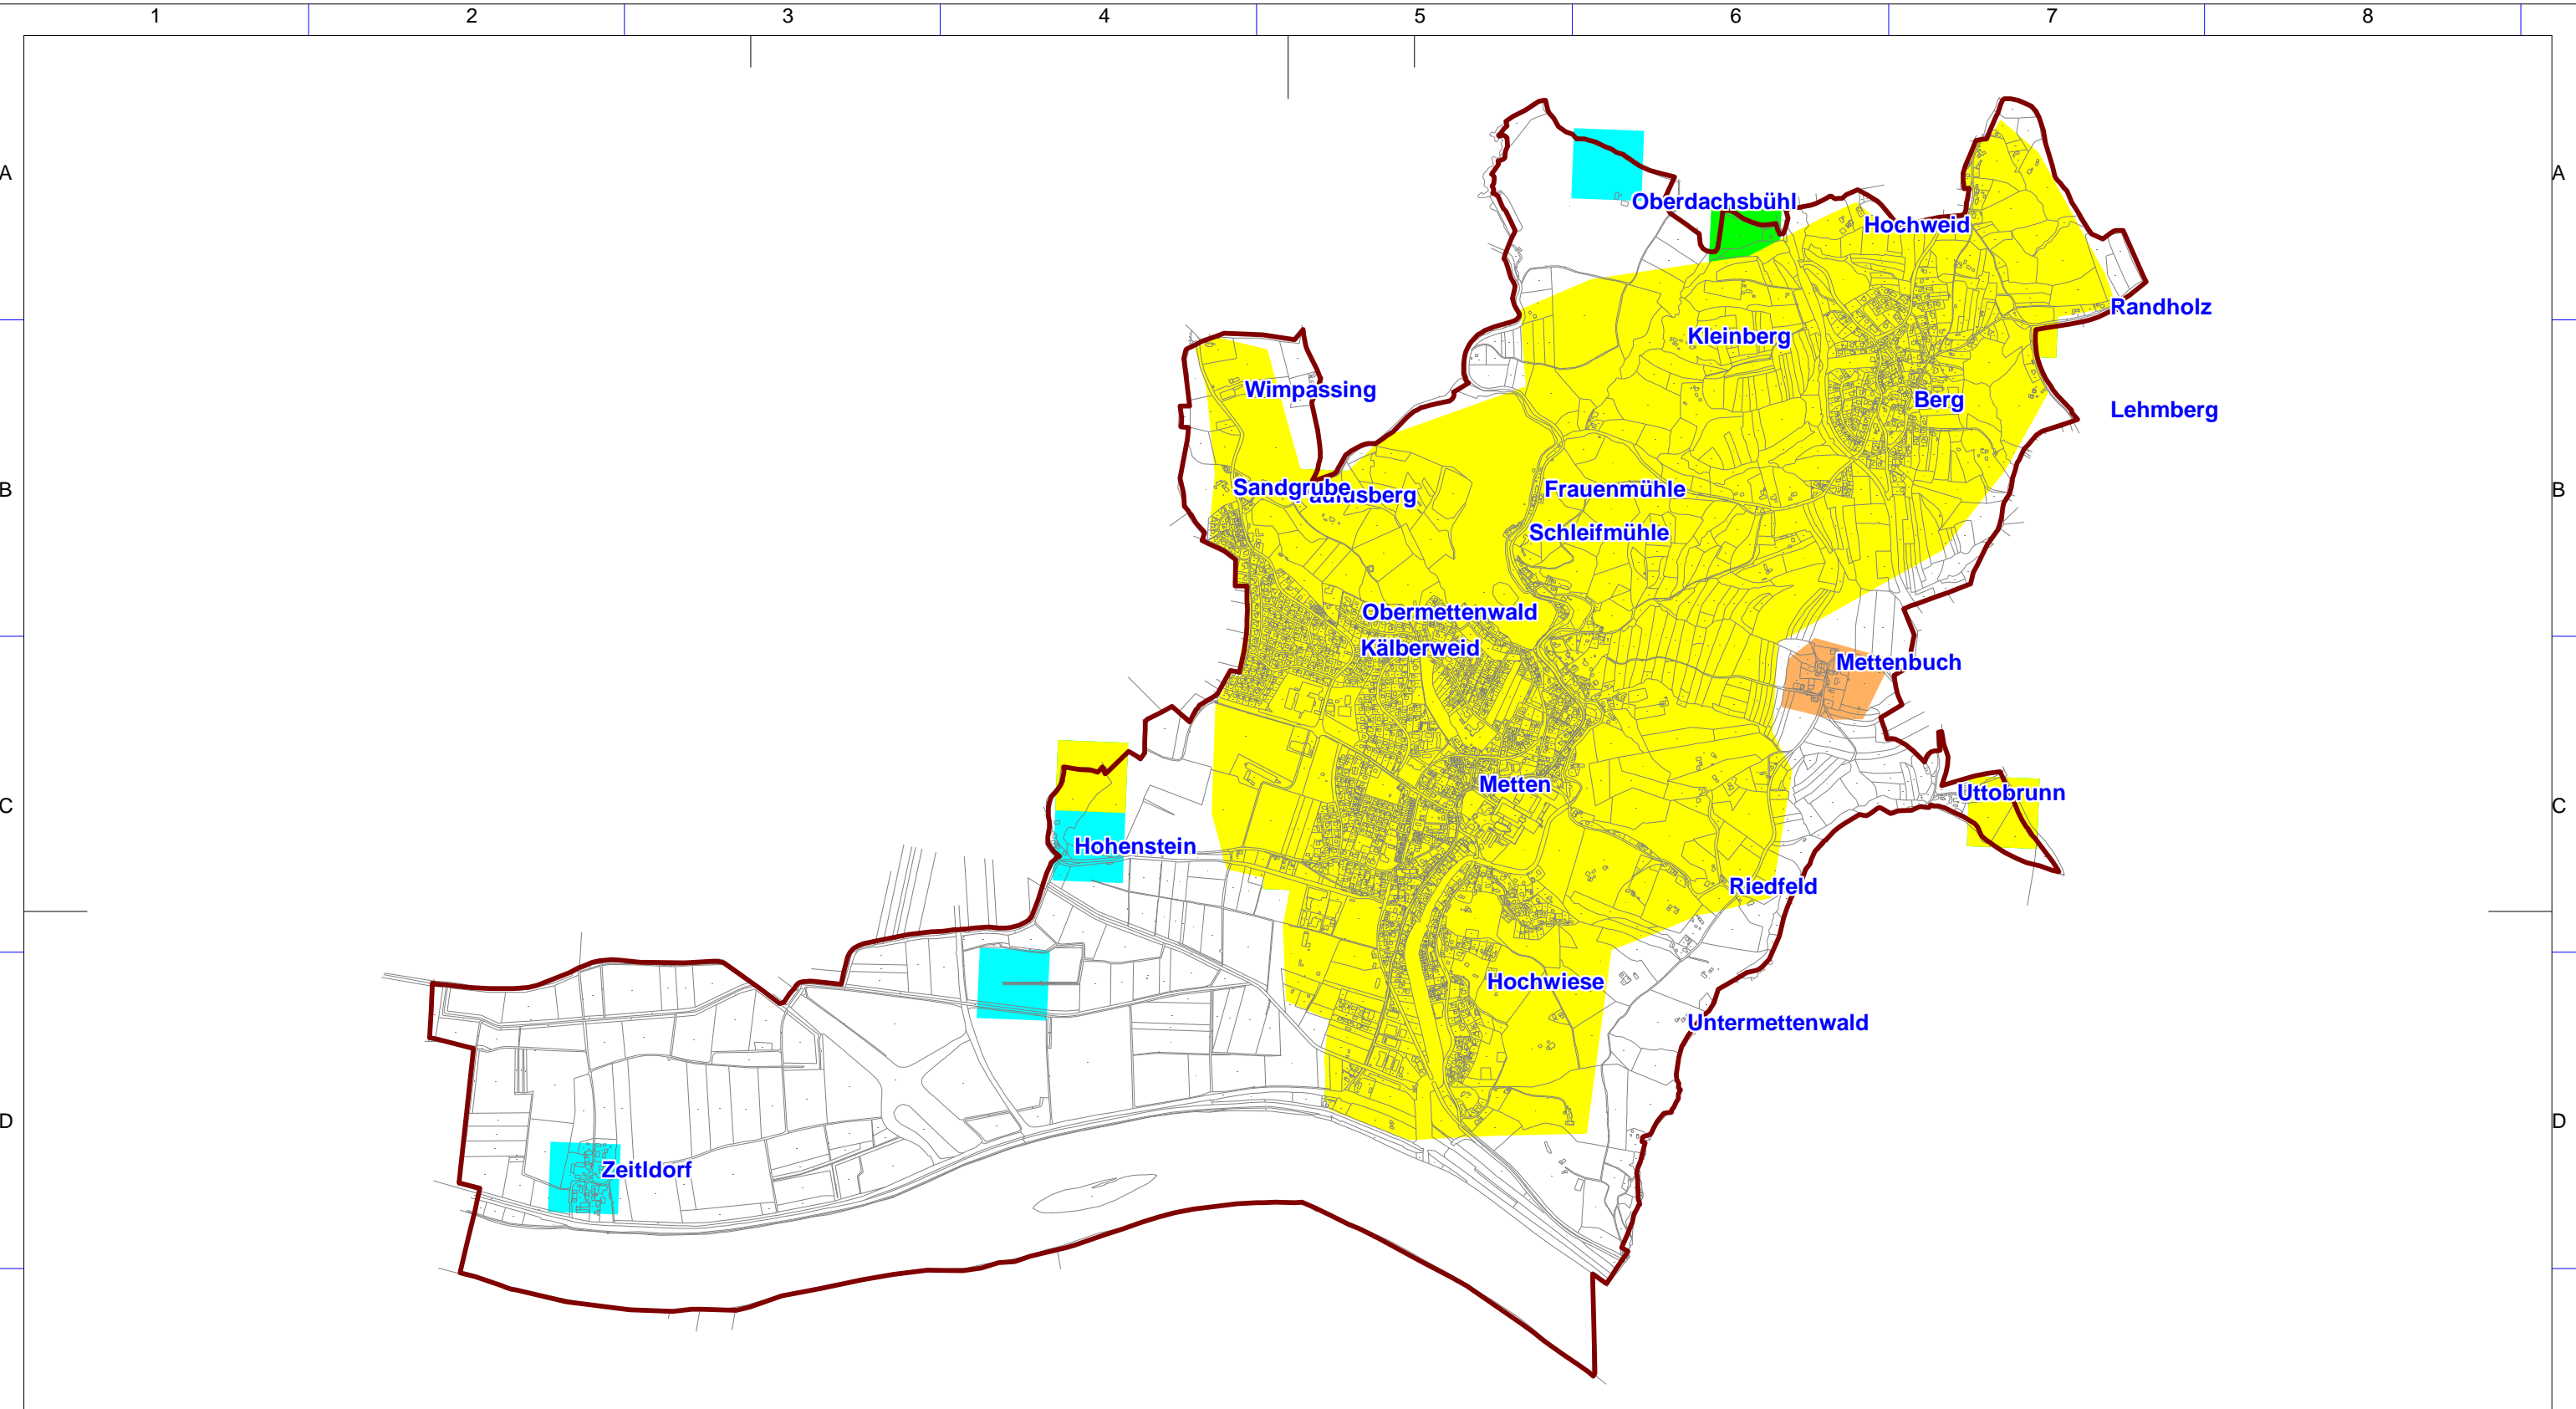 1 2 3 4 5 6 7 8
A A
Oberdachsbühl
Hochweid
Randholz
Kleinberg
Wimpassing
Berg
Lehmberg
B B
Sandgrube
Frauenmühle
Schleifmühle
Obermettenwald
Kälberweid
Mettenbuch
Metten
Uttobrunn
C C
Hohenstein
Riedfeld
Hochwiese
Untermettenwald
D D
Zeitldorf